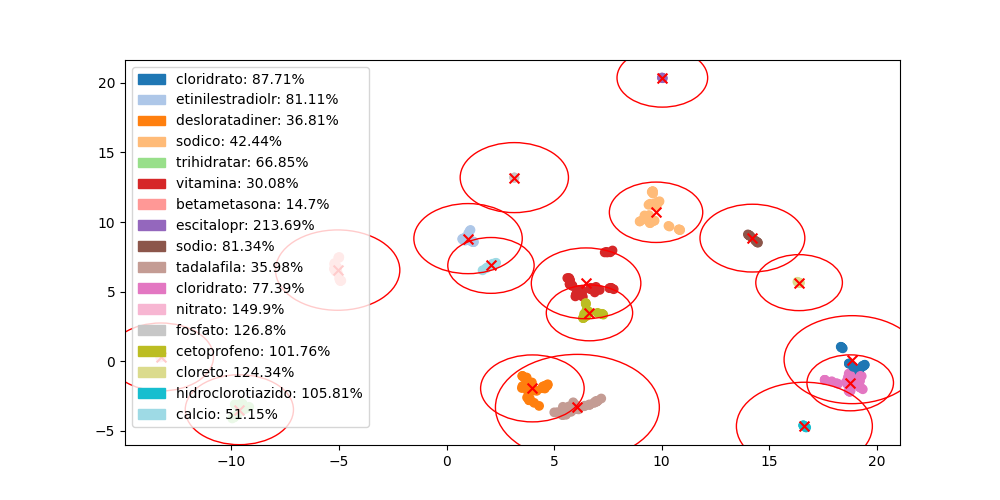 20
15
10
5
0
−5
cloridrato: 87.71%
etinilestradiolr: 81.11%
desloratadiner: 36.81%
sodico: 42.44%
trihidratar: 66.85%
vitamina: 30.08%
betametasona: 14.7%
escitalopr: 213.69%
sodio: 81.34%
tadalafila: 35.98%
cloridrato: 77.39%
nitrato: 149.9%
fosfato: 126.8%
cetoprofeno: 101.76%
cloreto: 124.34%
hidroclorotiazido: 105.81%
calcio: 51.15%
−10 −5 0 5 10 15 20